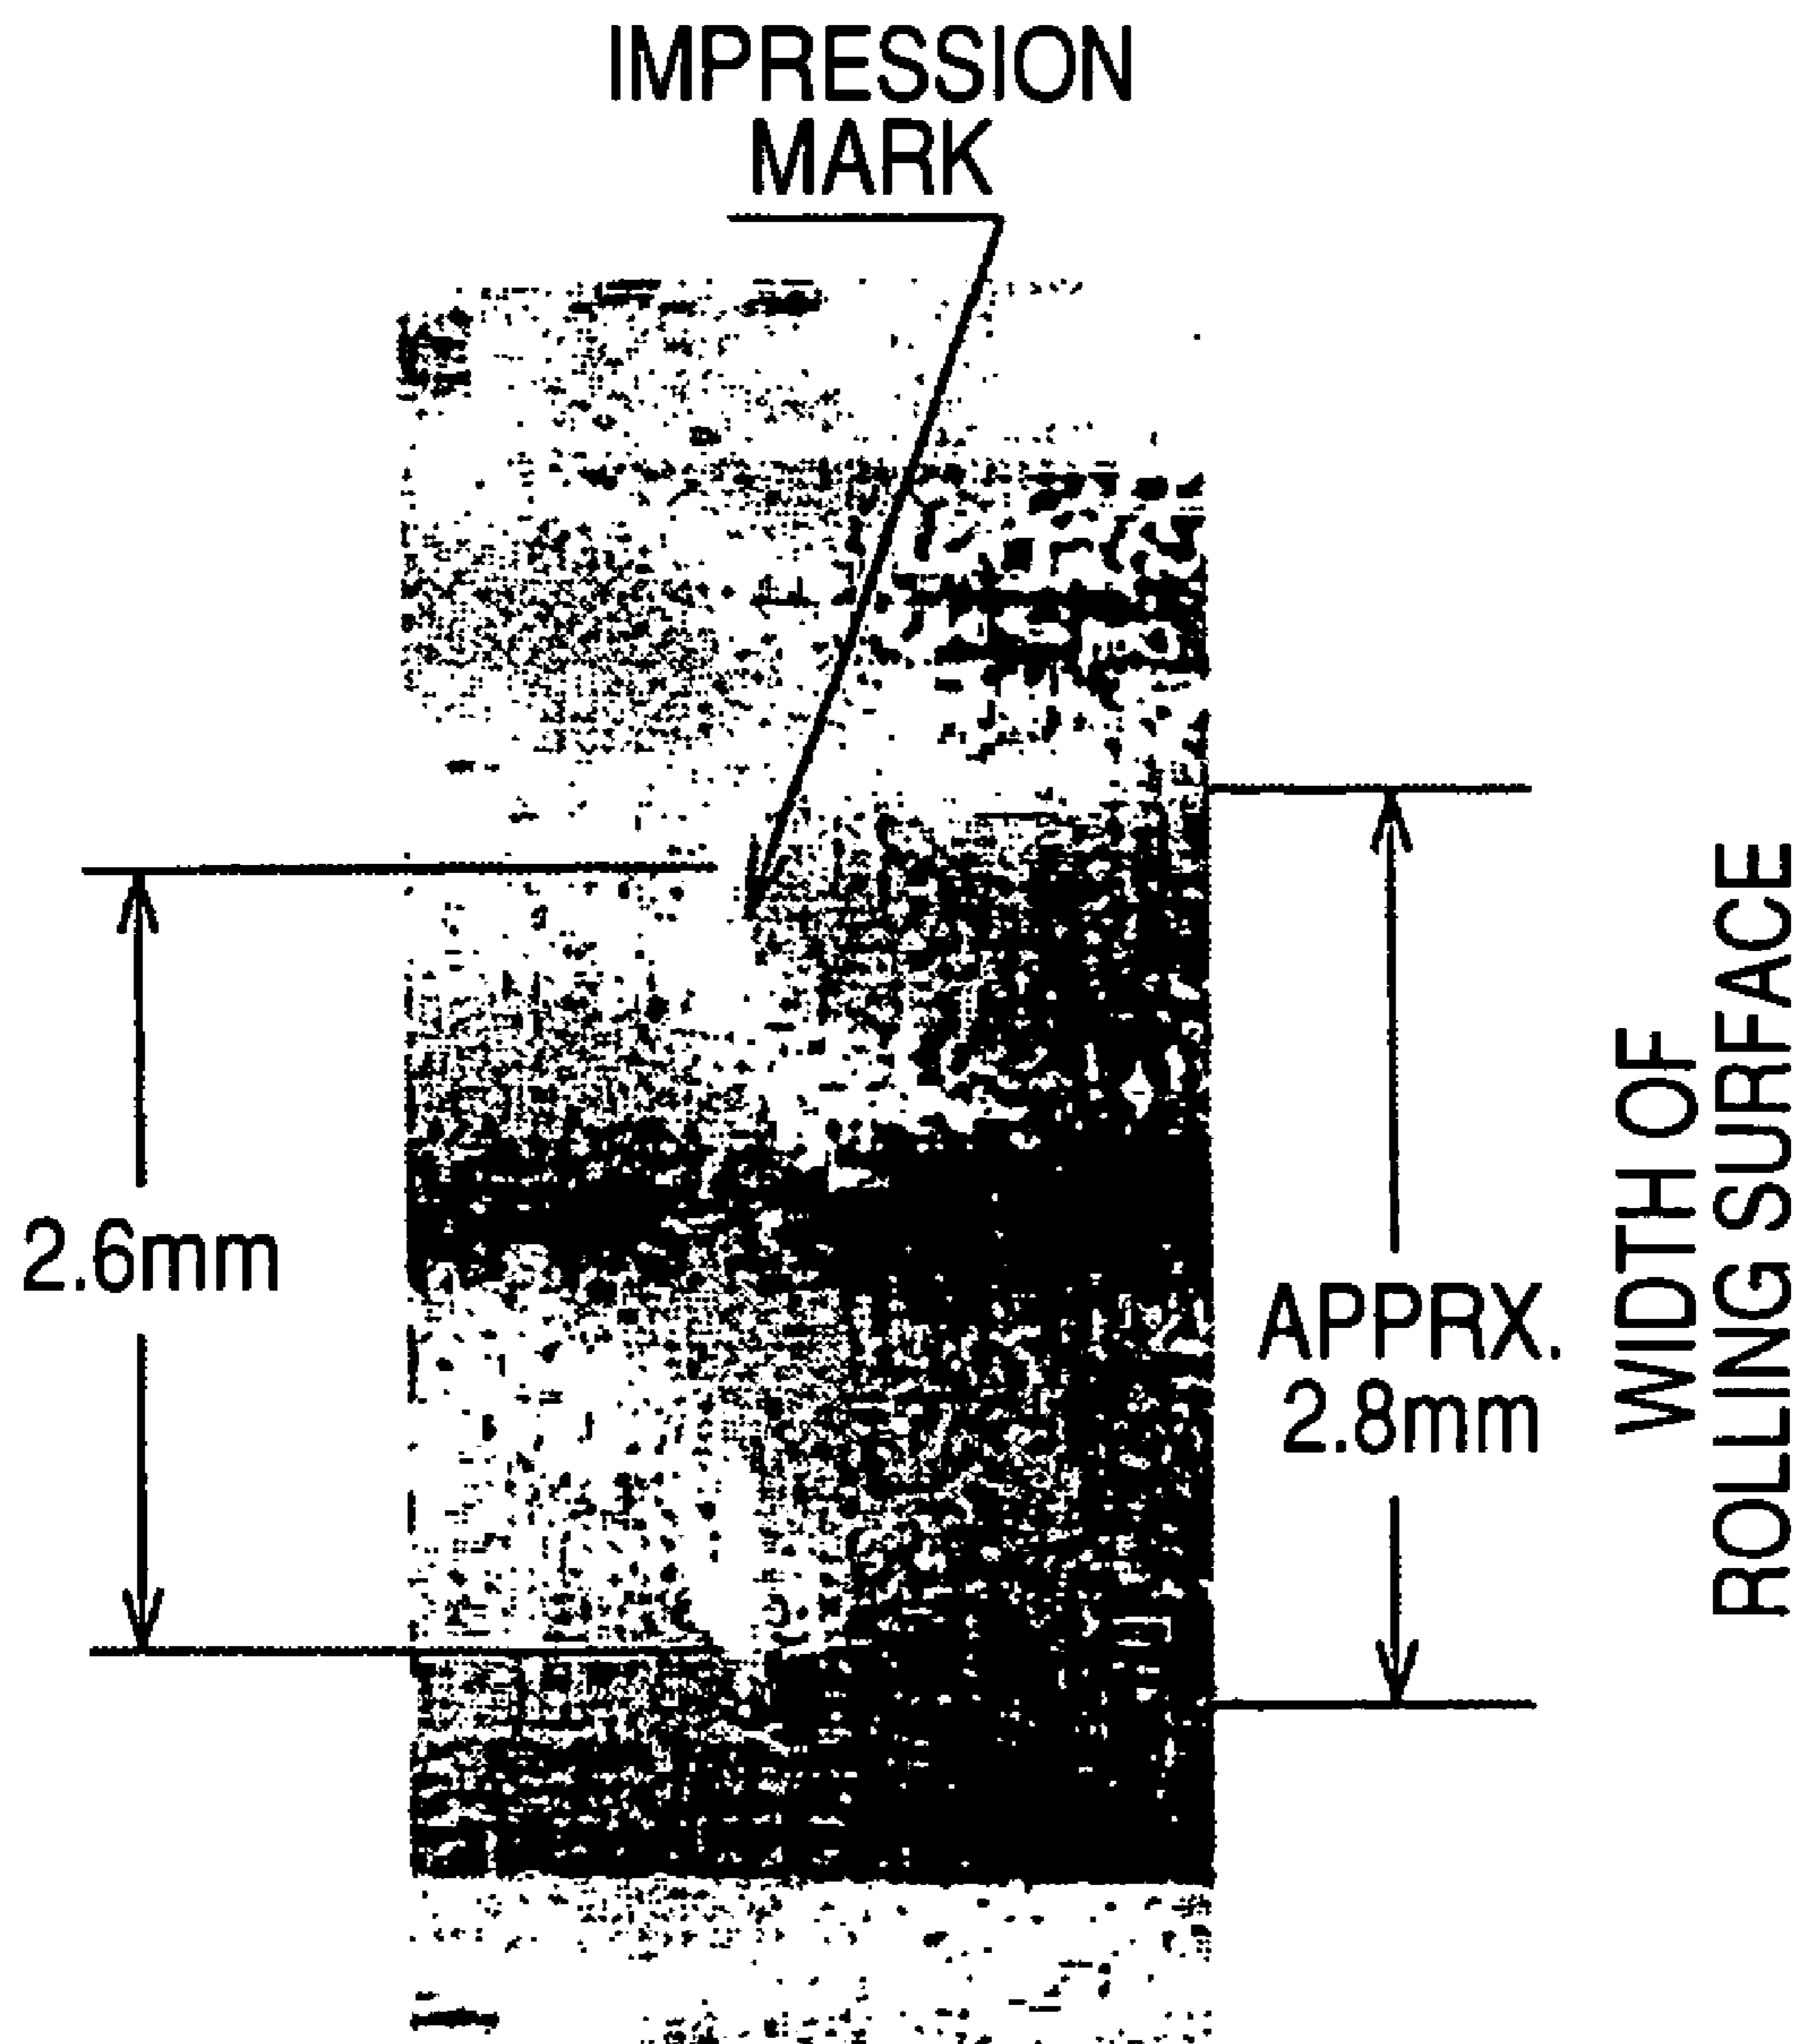 IMPRESSION
MARK
2.6mm
APPRX.
2.8mm
WIDTH OF
ROLLING SURFACE